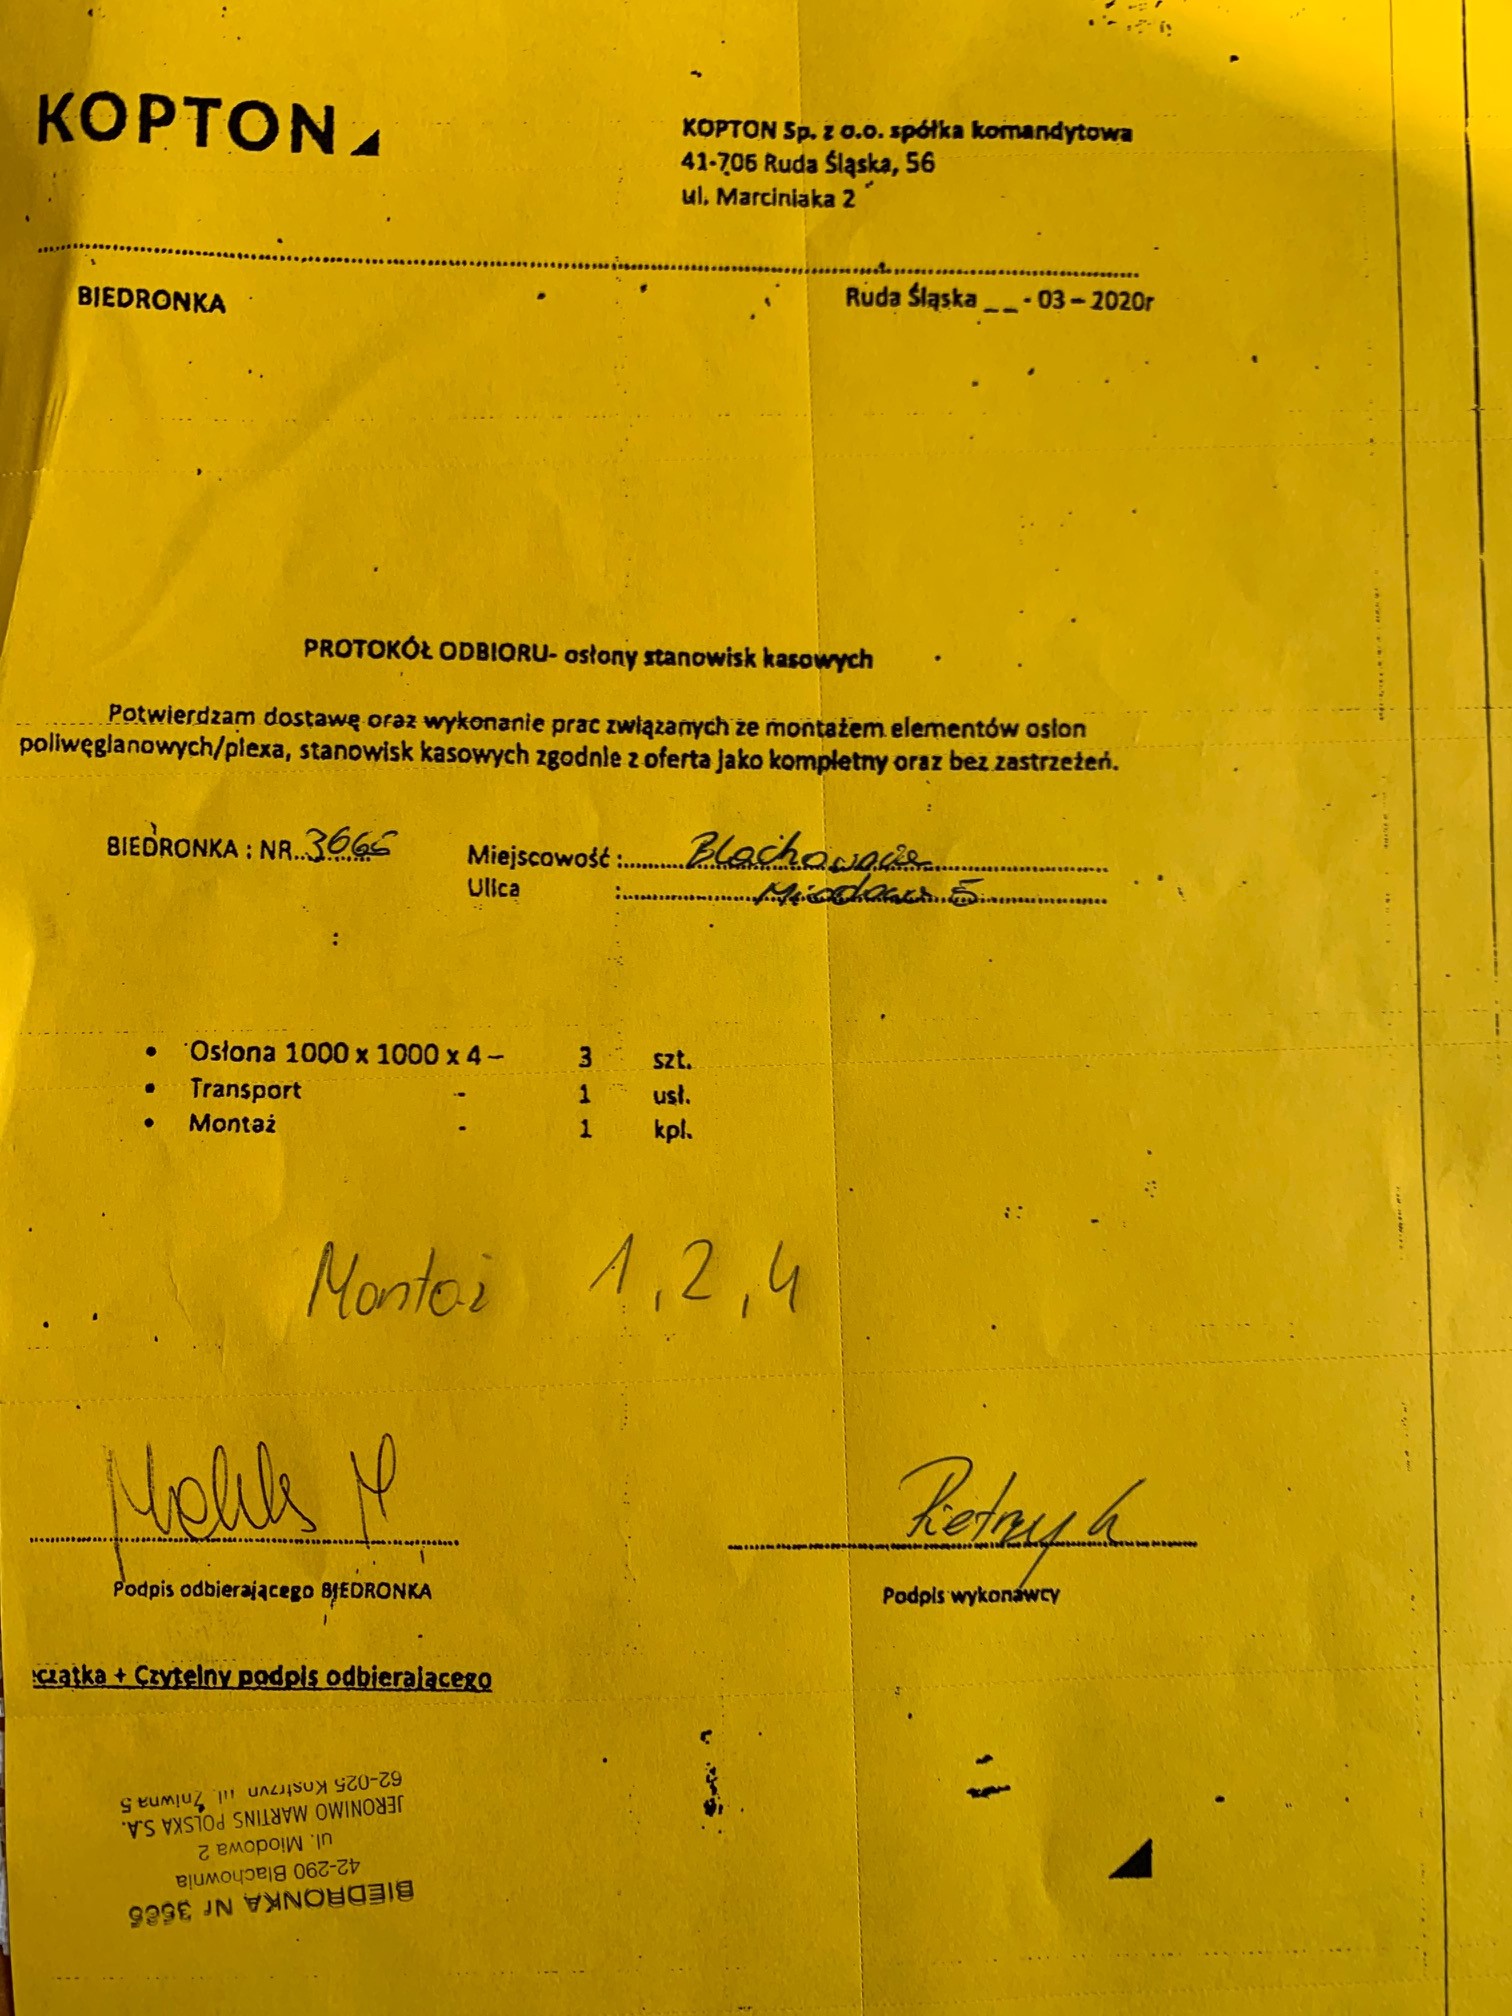 KOPTON
KOPTON Sp. z o.o. spółka komandytowa
41-706 Ruda Śląska, 56
ul. Marciniaka 2
BIEDRONKA
Ruda Śląska _ _ - 03 – 2020r
PROTOKÓŁ ODBIORU- osłony stanowisk kasowych
Potwierdzam dostawę oraz wykonanie prac związanych ze montażem elementów osłon
poliwęglanowych/plexa, stanowisk kasowych zgodnie z oferta jako kompletny oraz bez zastrzeżeń.
BIEDRONKA : NR 3666 Miejscowość : Blachownia
Ulica : Miodowa
• Osłona 1000 x 1000 x 4 – 3 szt.
• Transport - 1 usł.
• Montaż - 1 kpl.
Montaż 1, 2, 4
Podpis odbierającego BIEDRONKA
Podpis wykonawcy
czątka + Czytelny podpis odbierającego
BIEDRONKA Nr
42-290 Blachownia
ul. Miodowa 2
JERONIMO MARTINS POLSKA S.A.
62-025 Kostrzyn ul. Żniwna 5